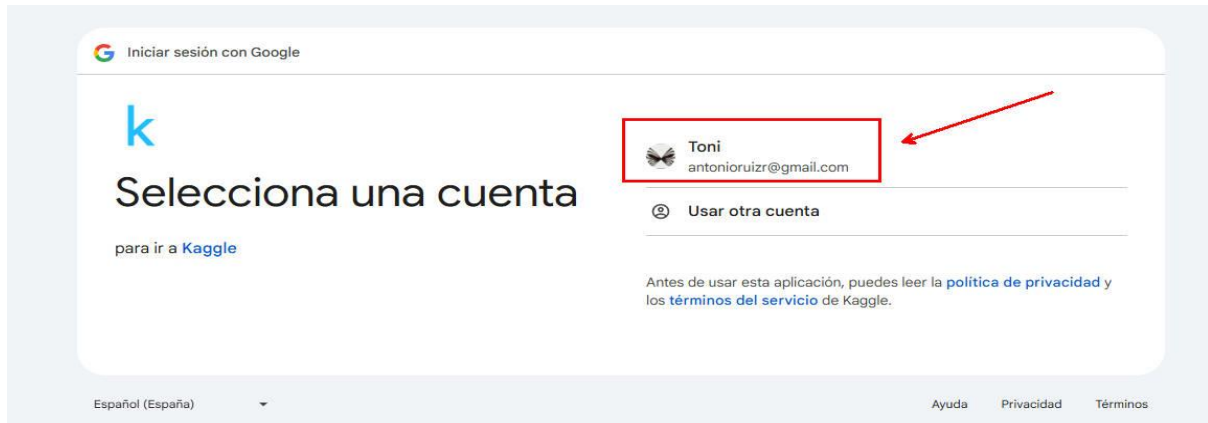 Iniciar sesión con Google
k
Selecciona una cuenta
para ir a Kaggle
Toni
antonioruizr@gmail.com
Usar otra cuenta
Antes de usar esta aplicación, puedes leer la política de privacidad y
los términos del servicio de Kaggle.
Español (España)
Ayuda Privacidad Términos